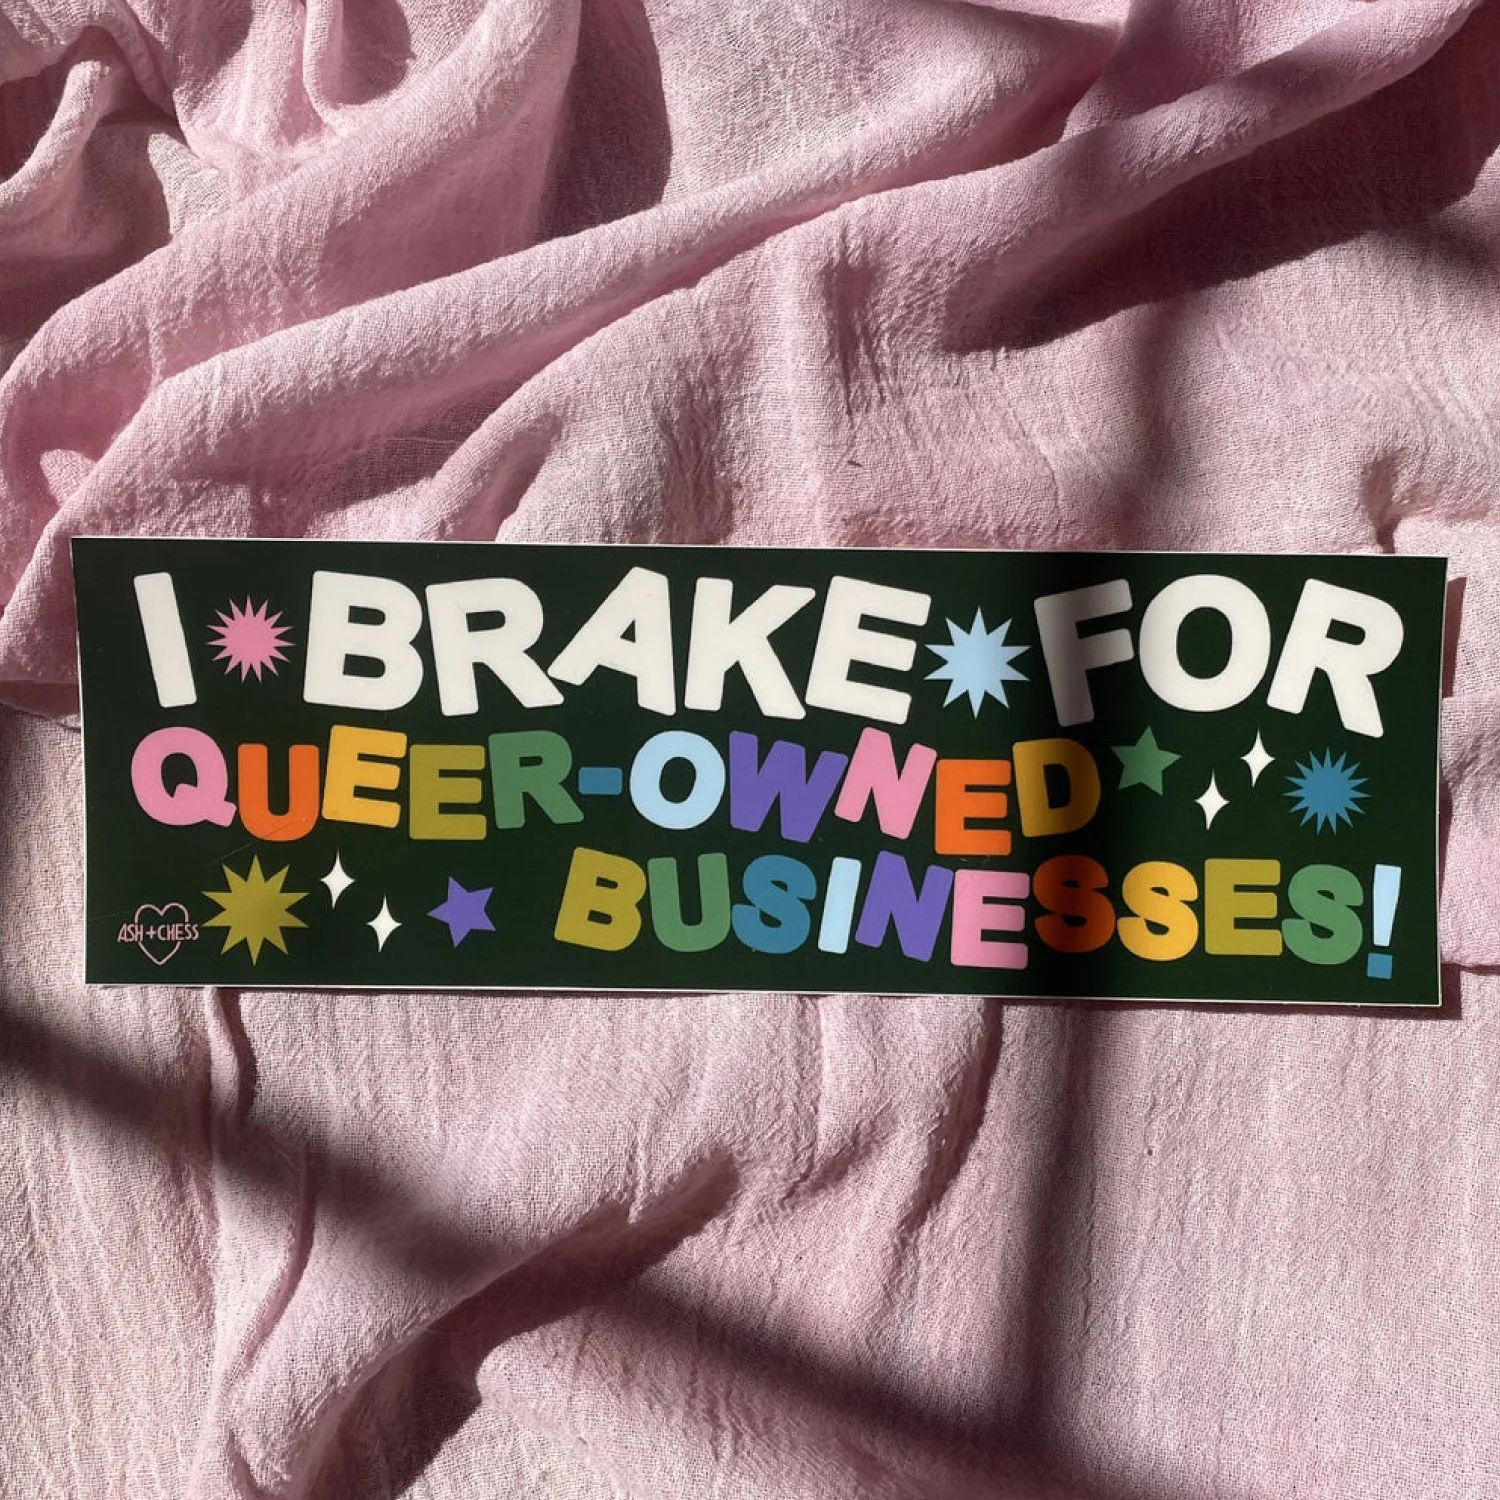 I BRAKE FOR
QUEER-OWNED
BUSINESSES!
ASH+CHESS